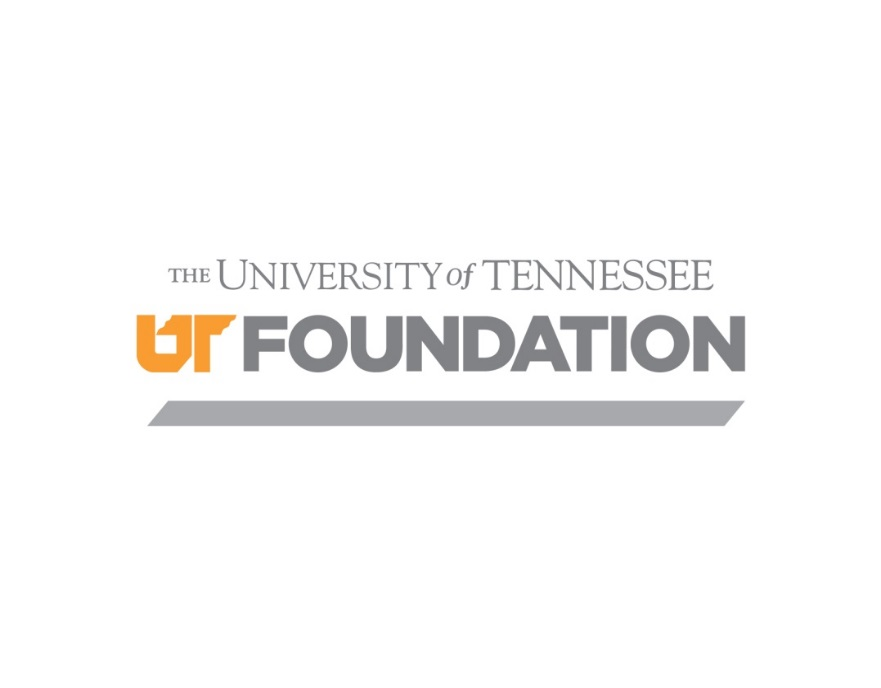 THE UNIVERSITY of TENNESSEE
UT FOUNDATION